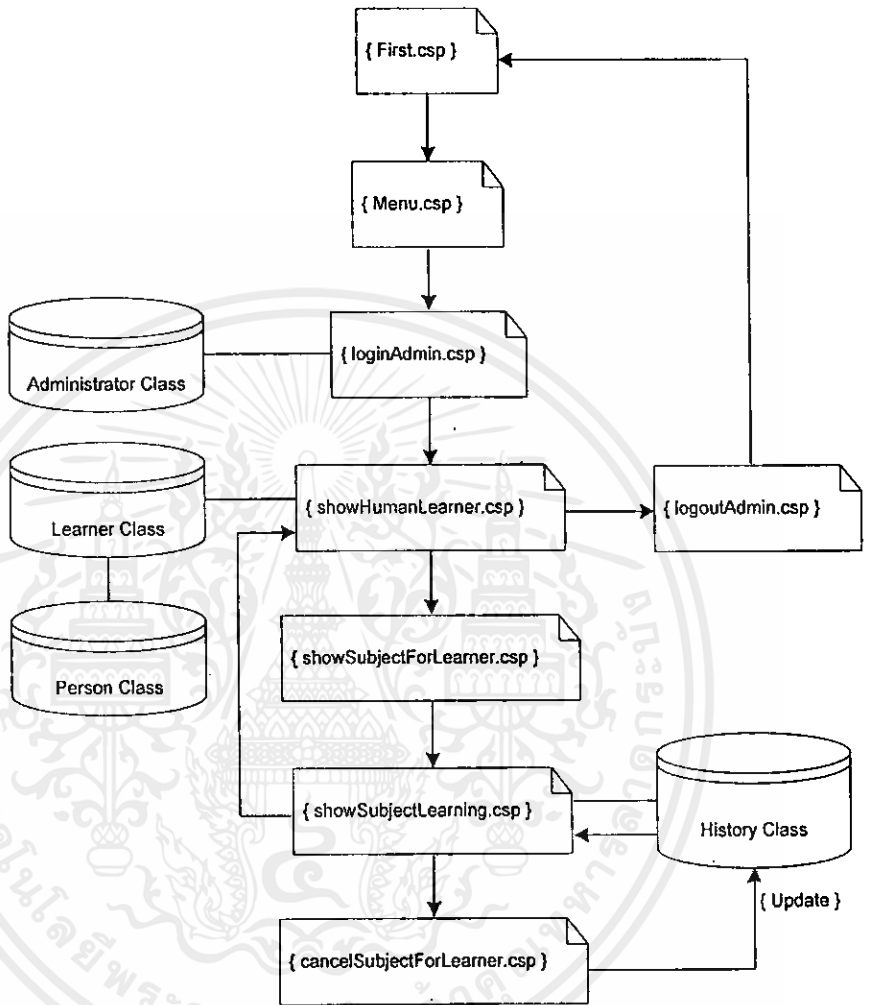 { First.csp }
{ Menu.csp }
{ loginAdmin.csp }
Administrator Class
{ showHumanLearner.csp }
{ logoutAdmin.csp }
Learner Class
{ showSubjectForLearner.csp }
Person Class
{ showSubjectLearning.csp }
History Class
{ Update }
{ cancelSubjectForLearner.csp }